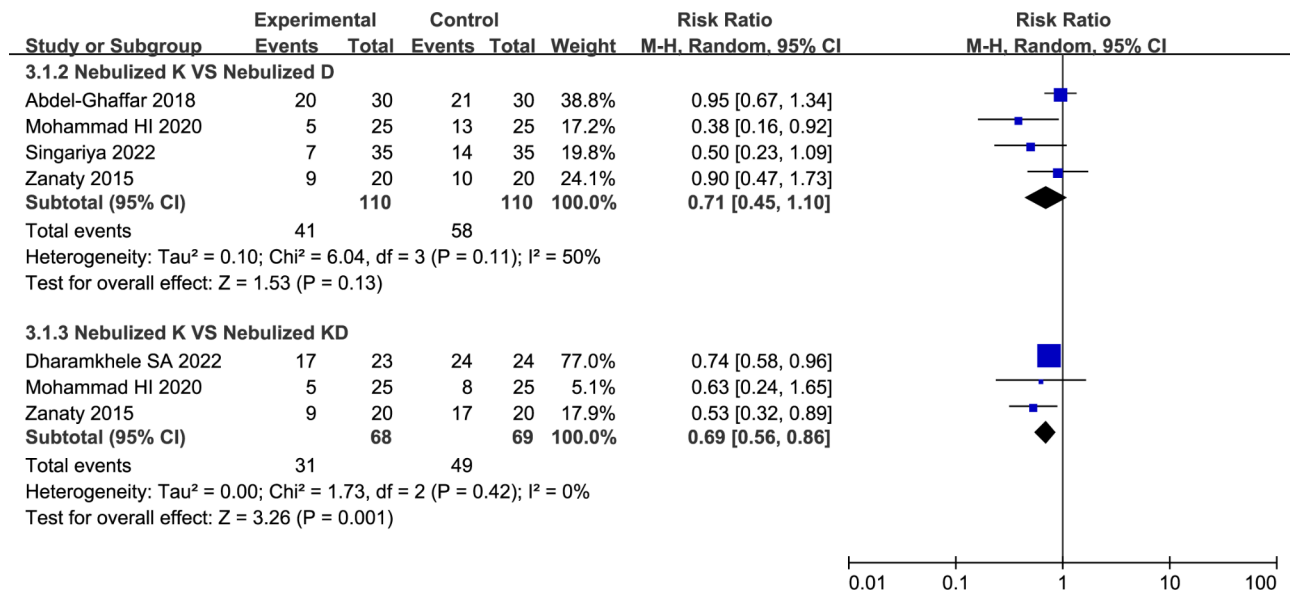 Experimental Control Risk Ratio Risk Ratio
Study or Subgroup Events Total Events Total Weight M-H, Random, 95% CI M-H, Random, 95% CI
3.1.2 Nebulized K VS Nebulized D
Abdel-Ghaffar 2018 20 30 21 30 38.8% 0.95 [0.67, 1.34]
Mohammad HI 2020 5 25 13 25 17.2% 0.38 [0.16, 0.92]
Singariya 2022 7 35 14 35 19.8% 0.50 [0.23, 1.09]
Zanaty 2015 9 20 10 20 24.1% 0.90 [0.47, 1.73]
Subtotal (95% CI) 110 110 100.0% 0.71 [0.45, 1.10]
Total events 41 58
Heterogeneity: Tau² = 0.10; Chi² = 6.04, df = 3 (P = 0.11); I² = 50%
Test for overall effect: Z = 1.53 (P = 0.13)
3.1.3 Nebulized K VS Nebulized KD
Dharamkhele SA 2022 17 23 24 24 77.0% 0.74 [0.58, 0.96]
Mohammad HI 2020 5 25 8 25 5.1% 0.63 [0.24, 1.65]
Zanaty 2015 9 20 17 20 17.9% 0.53 [0.32, 0.89]
Subtotal (95% CI) 68 69 100.0% 0.69 [0.56, 0.86]
Total events 31 49
Heterogeneity: Tau² = 0.00; Chi² = 1.73, df = 2 (P = 0.42); I² = 0%
Test for overall effect: Z = 3.26 (P = 0.001)
0.01 0.1 1 10 100